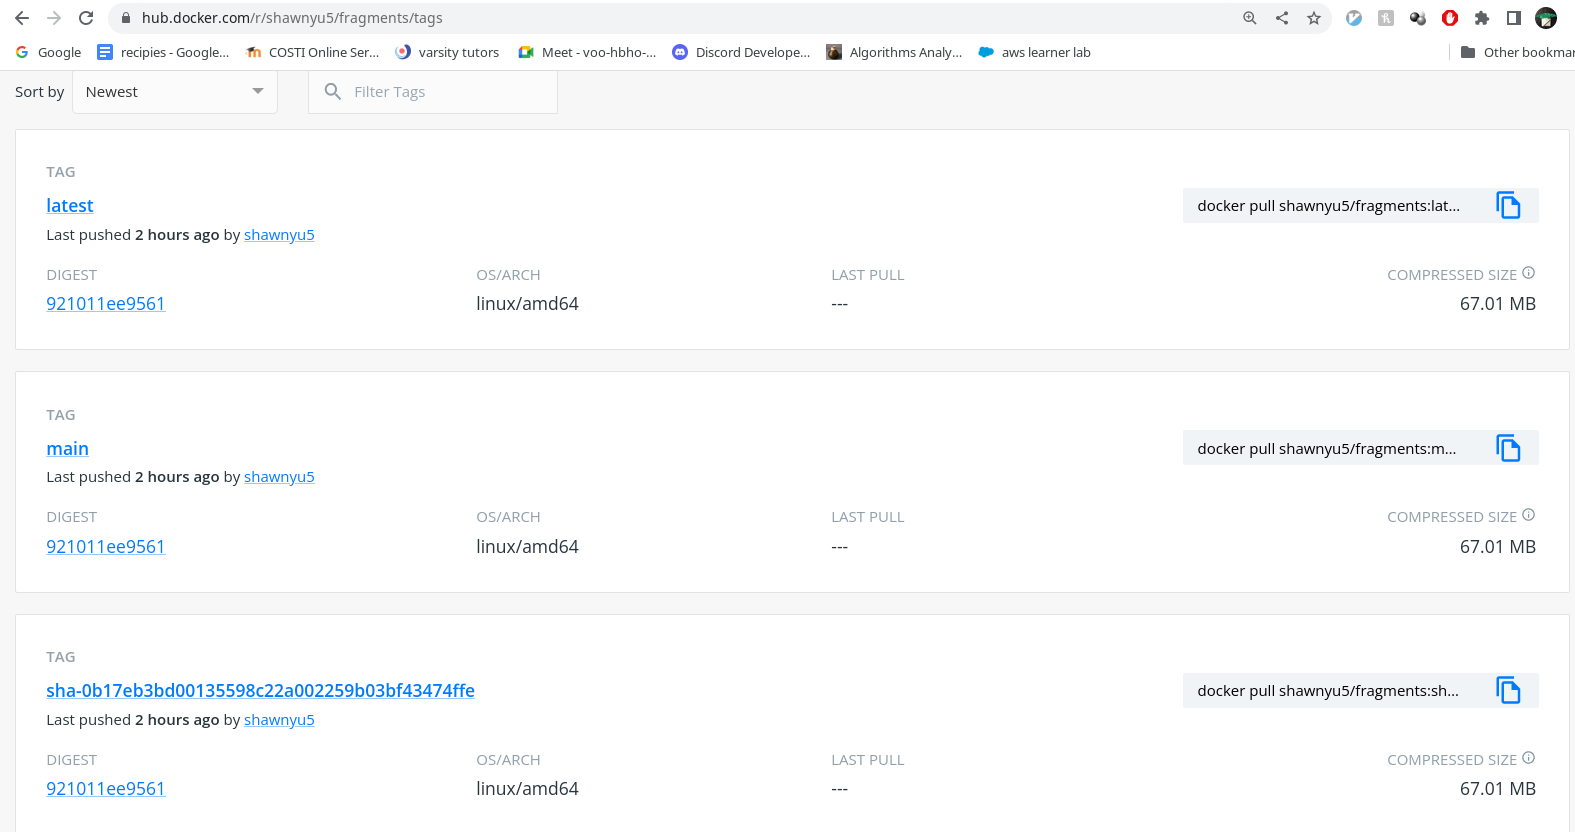 hub.docker.com/r/shawnyu5/fragments/tags
Google recipies - Google... COSTI Online Ser... varsity tutors Meet - voo-hbho-... Discord Develope... Algorithms Analy... aws learner lab Other bookmar
Sort by Newest Filter Tags
TAG
latest docker pull shawnyu5/fragments:lat...
Last pushed 2 hours ago by shawnyu5
DIGEST OS/ARCH LAST PULL COMPRESSED SIZE
921011ee9561 linux/amd64 --- 67.01 MB
TAG
main docker pull shawnyu5/fragments:m...
Last pushed 2 hours ago by shawnyu5
DIGEST OS/ARCH LAST PULL COMPRESSED SIZE
921011ee9561 linux/amd64 --- 67.01 MB
TAG
sha-0b17eb3bd00135598c22a002259b03bf43474ffe docker pull shawnyu5/fragments:sh...
Last pushed 2 hours ago by shawnyu5
DIGEST OS/ARCH LAST PULL COMPRESSED SIZE
921011ee9561 linux/amd64 --- 67.01 MB